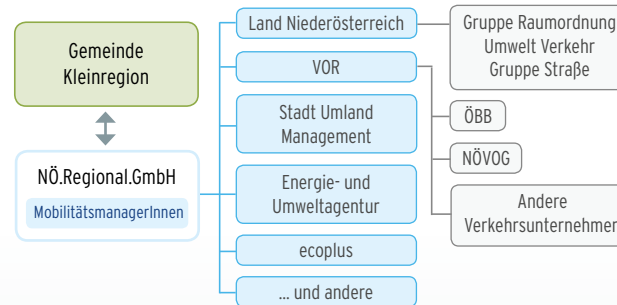 Gemeinde
Kleinregion
NÖ.Regional.GmbH
MobilitätsmanagerInnen
Land Niederösterreich
VOR
Stadt Umland
Management
Energie- und
Umweltagentur
ecoplus
... und andere
Gruppe Raumordnung
Umwelt Verkehr
Gruppe Straße
ÖBB
NÖVOG
Andere
Verkehrsunternehmen